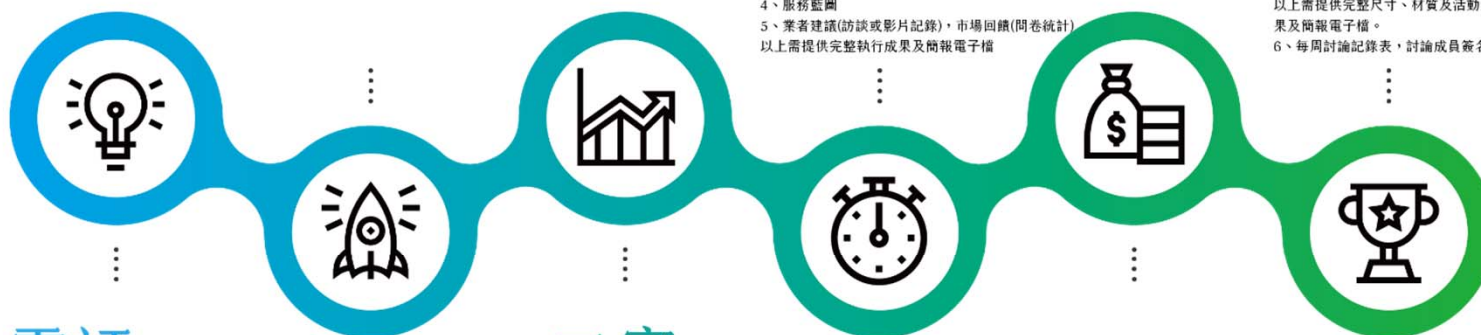 4、服務藍圖
5、業者建議(訪談或影片記錄)，市場回饋(問卷統計)
以上需提供完整執行成果及簡報電子檔
以上需提供完整尺寸、材質及活動
果及簡報電子檔。
6、每周討論記錄表，討論成員簽名